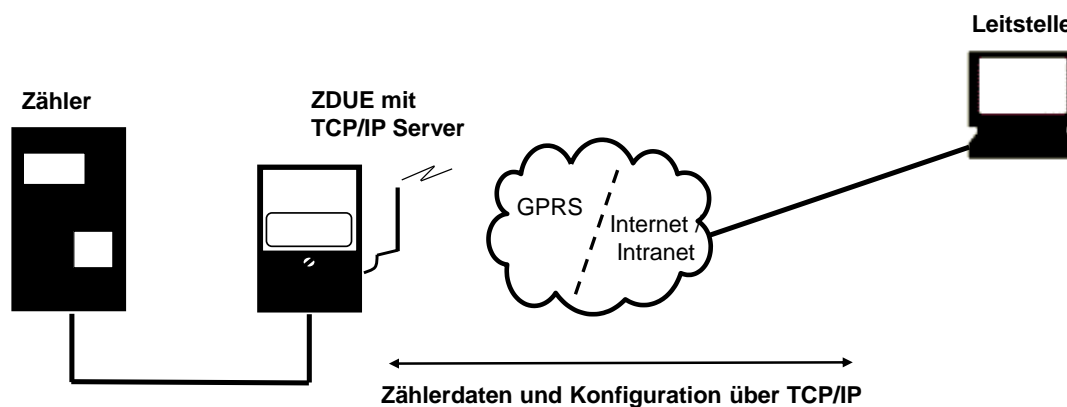 Leitstelle
Zähler
ZDUE mit
TCP/IP Server
GPRS
Internet /
Intranet
Zählerdaten und Konfiguration über TCP/IP